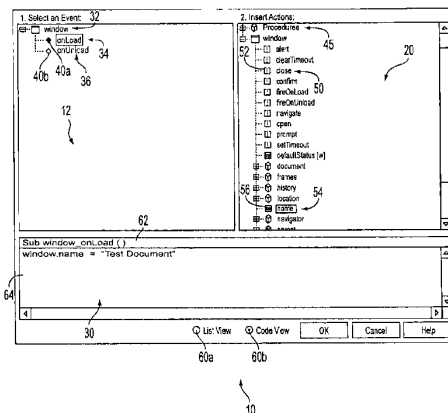 1. Select an Event:
32
window
onLoad
34
onUnload
40b
40a
36
12
2. Insert Actions:
Procedures
45
window
52
alert
clearTimeout
close
50
20
confirm
fireOnLoad
fireOnUnload
navigate
open
prompt
setTimeout
defaultStatus [w]
document
frames
history
location
56
name
54
navigator
62
Sub window_onLoad ( )
window.name = "Test Document"
64
30
List View
Code View
OK
Cancel
Help
60a
60b
10